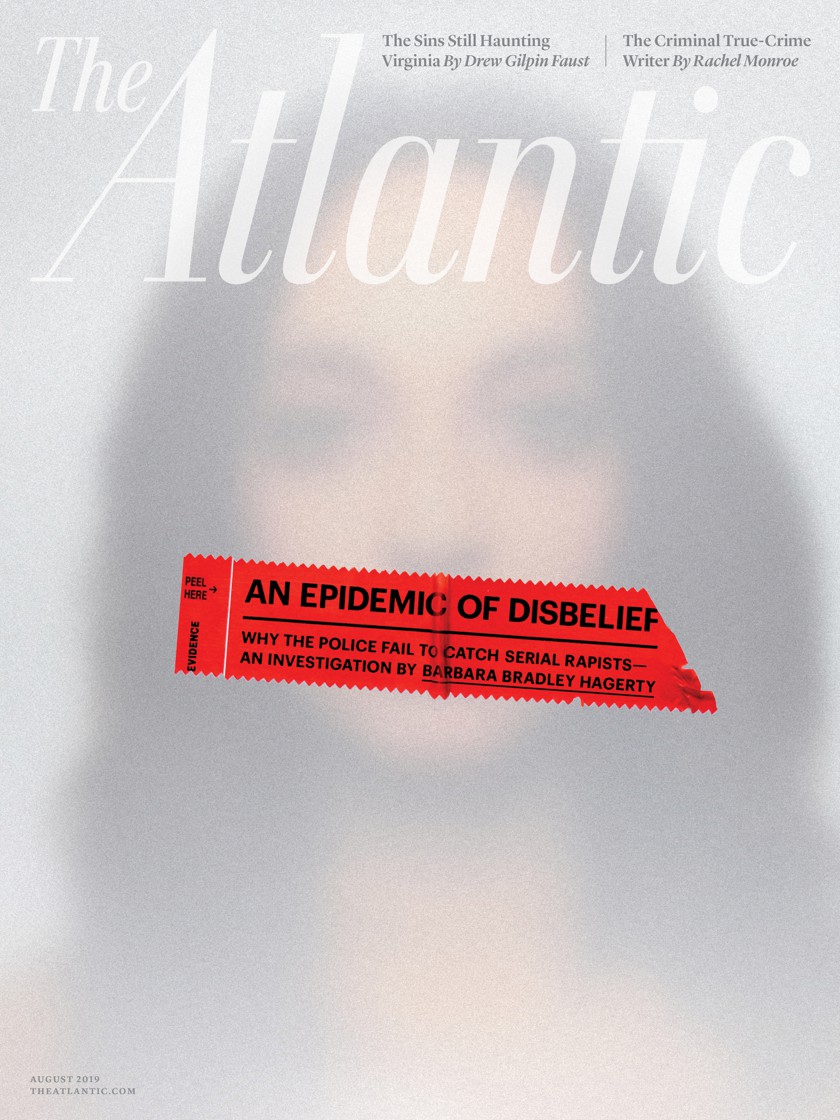 The Atlantic
The Sins Still Haunting
Virginia By Drew Gilpin Faust
The Criminal True-Crime
Writer By Rachel Monroe
PEEL
HERE →
EVIDENCE
AN EPIDEMIC OF DISBELIEF
WHY THE POLICE FAIL TO CATCH SERIAL RAPISTS—
AN INVESTIGATION BY BARBARA BRADLEY HAGERTY
AUGUST 2019
THEATLANTIC.COM